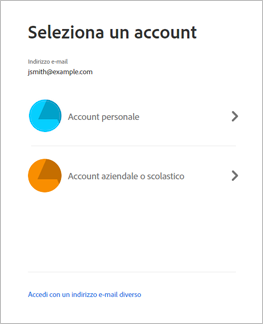 Seleziona un account
Indirizzo e-mail
jsmith@example.com
Account personale
Account aziendale o scolastico
Accedi con un indirizzo e-mail diverso